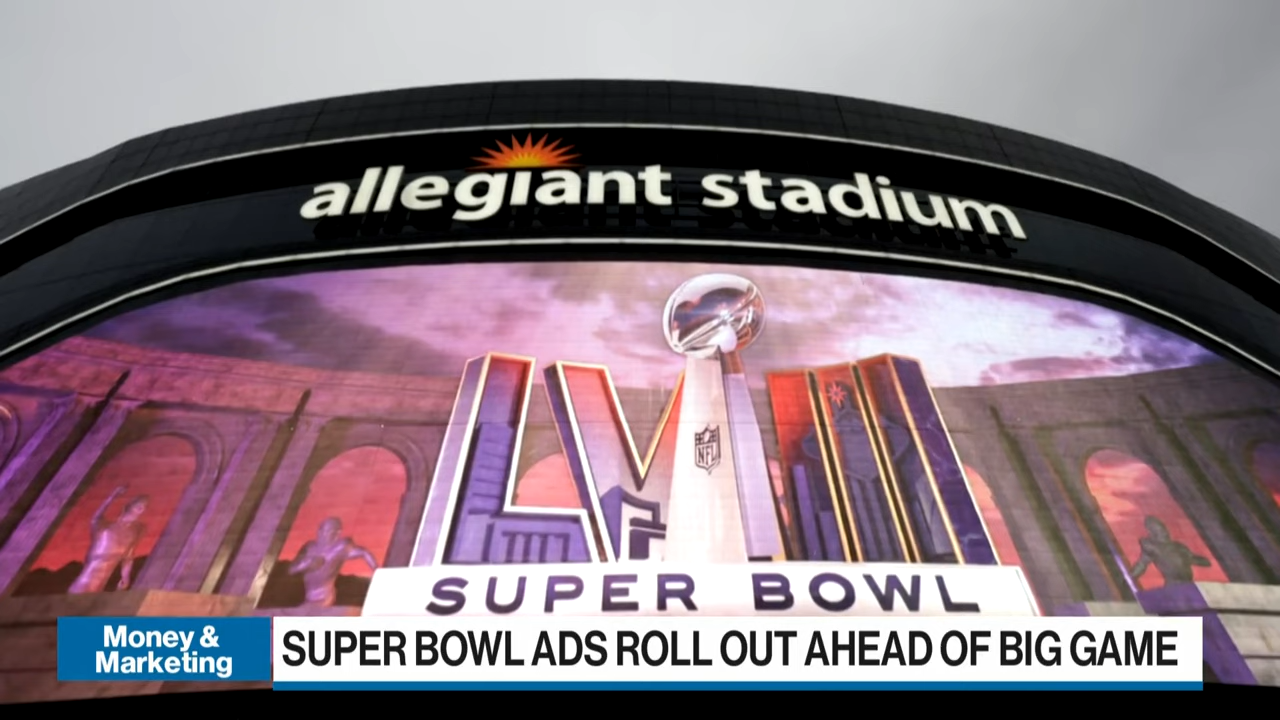 allegiant stadium
LVIII
NFL
SUPER BOWL
Money &
Marketing
SUPER BOWL ADS ROLL OUT AHEAD OF BIG GAME